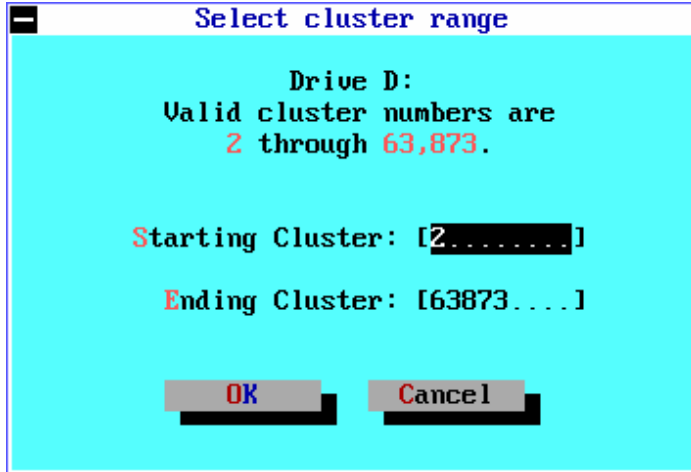 Select cluster range
Drive D:
Valid cluster numbers are
2 through 63,873.
Starting Cluster: [2........]
Ending Cluster: [63873....]
OK Cancel